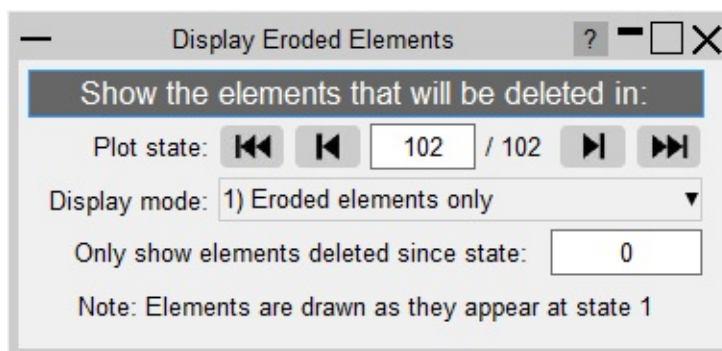 Display Eroded Elements ?
Show the elements that will be deleted in:
Plot state: 102 / 102
Display mode: 1) Eroded elements only
Only show elements deleted since state: 0
Note: Elements are drawn as they appear at state 1